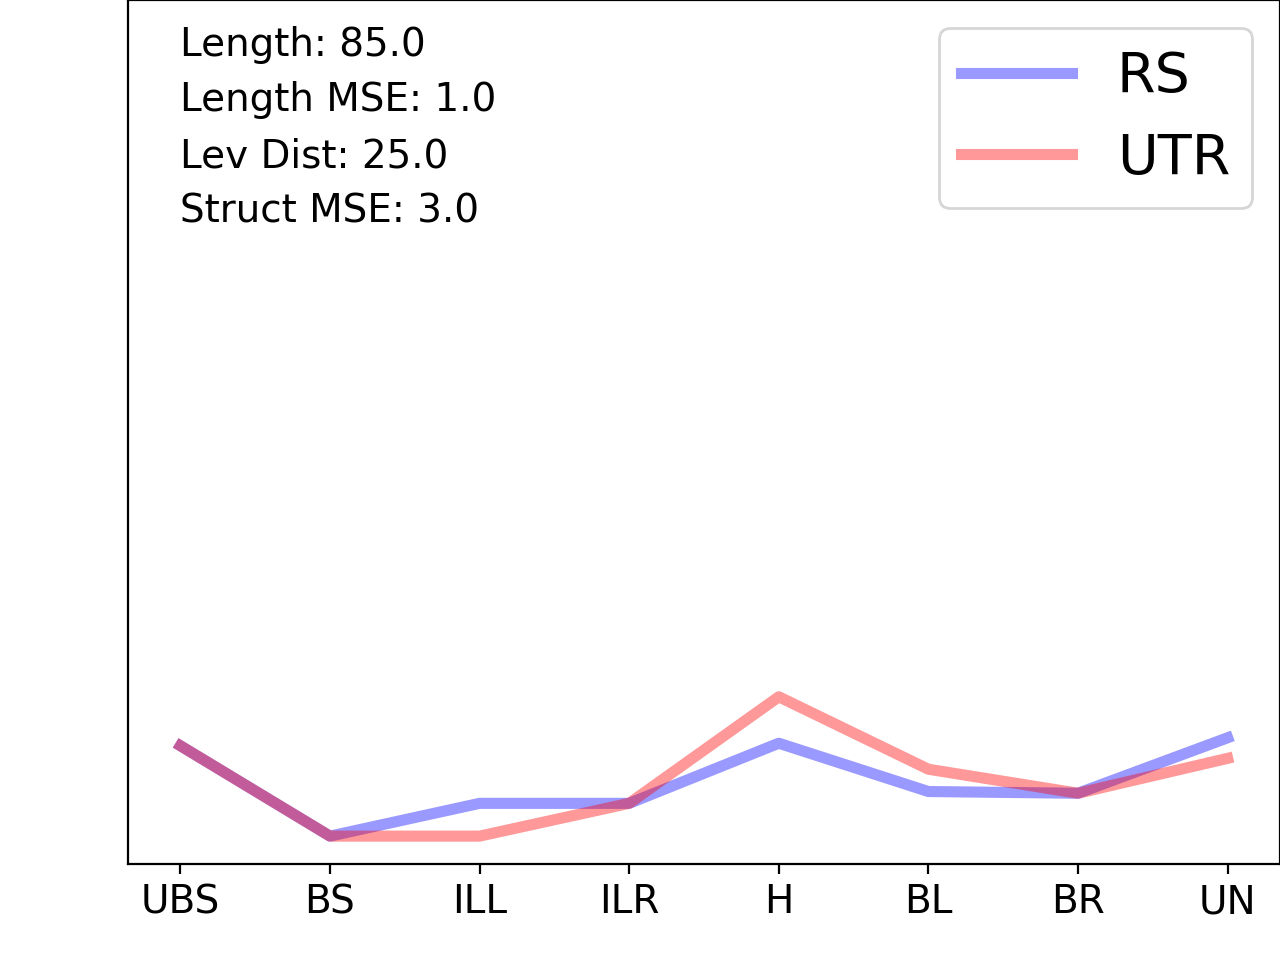 Length: 85.0
Length MSE: 1.0
Lev Dist: 25.0
Struct MSE: 3.0
RS
UTR
UBS BS ILL ILR H BL BR UN